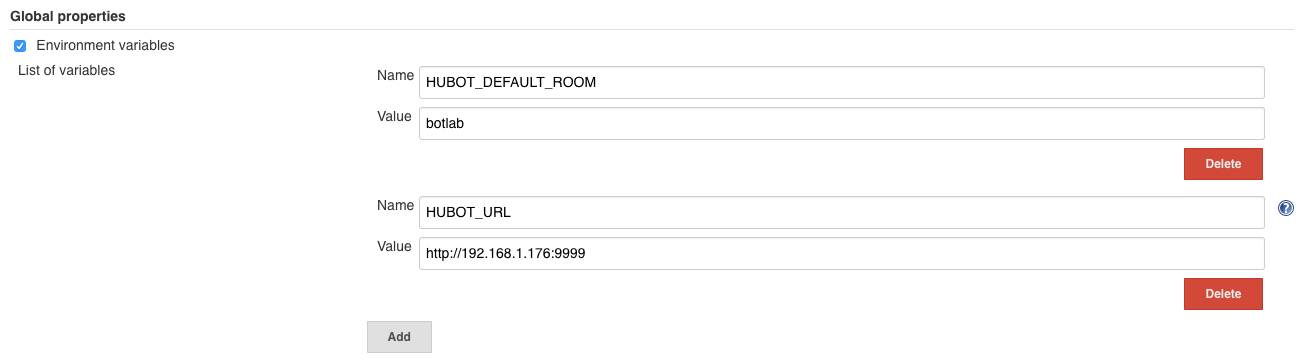 Global properties
Environment variables
List of variables
Name HUBOT_DEFAULT_ROOM
Value botlab
Delete
Name HUBOT_URL
?
Value http://192.168.1.176:9999
Delete
Add